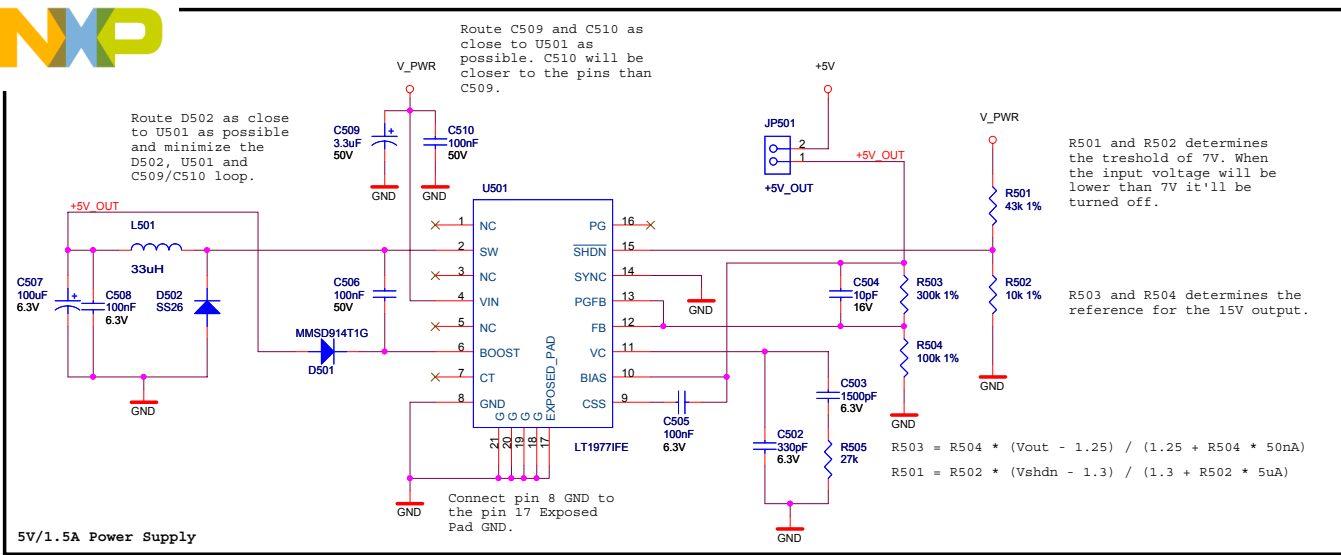 NXP
Route C509 and C510 as
close to U501 as
possible. C510 will be
closer to the pins than
C509.
V_PWR
+5V
Route D502 as close
to U501 as possible
and minimize the
D502, U501 and
C509/C510 loop.
C509
3.3uF
50V
C510
100nF
50V
GND
GND
JP501
2
1
+5V_OUT
+5V_OUT
V_PWR
R501 and R502 determines
the treshold of 7V. When
the input voltage will be
lower than 7V it'll be
turned off.
R501
43k 1%
+5V_OUT
L501
33uH
C507
100uF
6.3V
C508
100nF
6.3V
D502
SS26
GND
C506
100nF
50V
MMSD914T1G
D501
U501
1
NC
2
SW
3
NC
4
VIN
5
NC
6
BOOST
7
CT
8
GND
PG
16
SHDN
15
SYNC
14
PGFB
13
FB
12
VC
11
BIAS
10
CSS
9
G
G
G
G
EXPOSED_PAD
21
20
19
18
17
LT1977IFE
GND
GND
C504
10pF
16V
R503
300k 1%
R504
100k 1%
GND
R502
10k 1%
GND
R503 and R504 determines the
reference for the 15V output.
C505
100nF
6.3V
C503
1500pF
6.3V
C502
330pF
6.3V
R505
27k
GND
R503 = R504 * (Vout - 1.25) / (1.25 + R504 * 50nA)
R501 = R502 * (Vshdn - 1.3) / (1.3 + R502 * 5uA)
Connect pin 8 GND to
the pin 17 Exposed
Pad GND.
5V/1.5A Power Supply